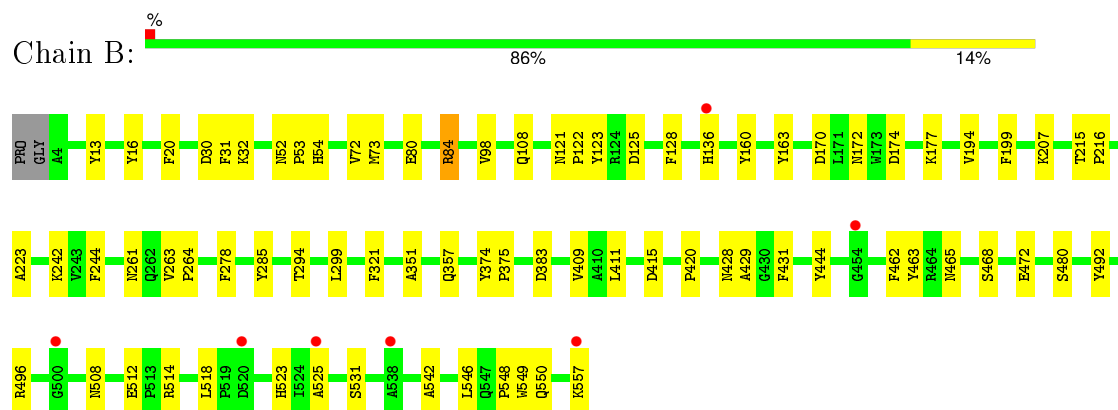 %
Chain B:
86% 14%
PRO GLY A4 Y13 Y16 F20 D30 F31 K32 N52 P53 H54 V72 M73 E80 R84 V98 Q108 N121 P122 Y123 R124 D125 F128 H136 Y160 Y163 D170 L171 N172 W173 D174 K177 V194 F199 K207 T215 P216
A223 K242 V243 F244 N261 Q262 V263 P264 F278 Y285 T294 L299 F321 A351 Q357 Y374 P375 D383 V409 A410 L411 D415 P420 N428 A429 G430 F431 Y444 G454 F462 Y463 R464 N465 S468 E472 S480 Y492
R496 G500 N508 E512 P513 R514 L518 P519 D520 H523 I524 A525 S531 A538 A542 L546 Q547 P548 W549 Q550 K557